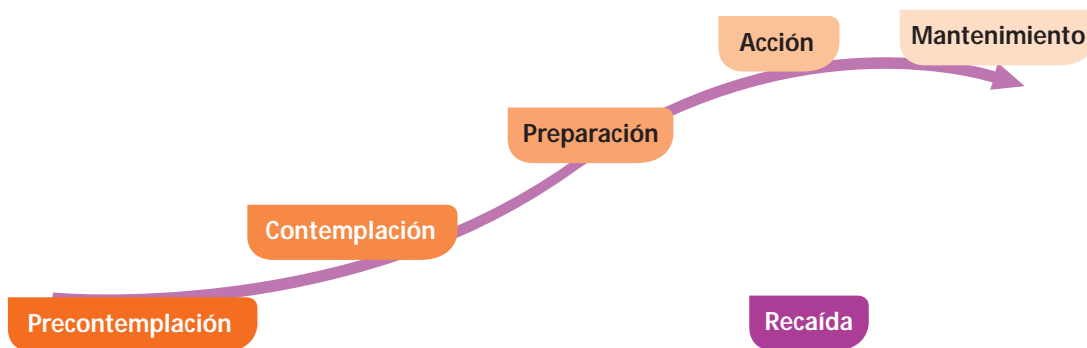 Acción
Mantenimiento
Preparación
Contemplación
Precontemplación
Recaída